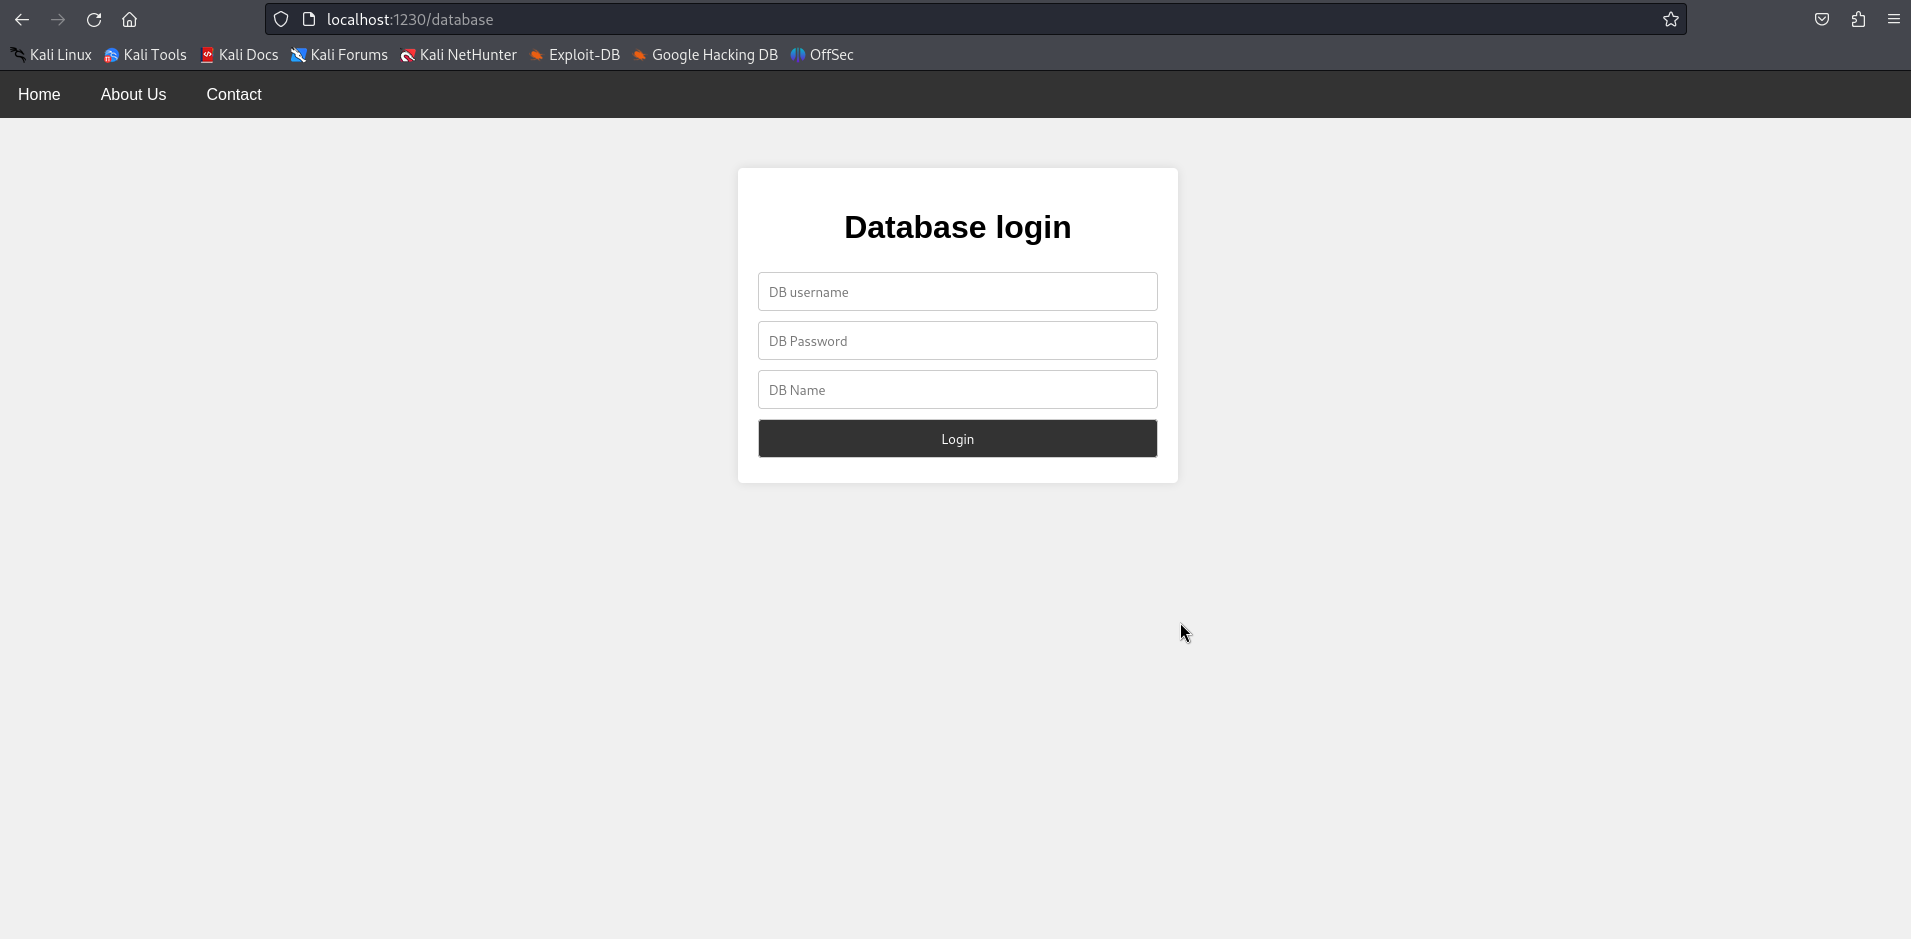 localhost:1230/database
Kali Linux Kali Tools Kali Docs Kali Forums Kali NetHunter Exploit-DB Google Hacking DB OffSec
Home About Us Contact
Database login
DB username
DB Password
DB Name
Login